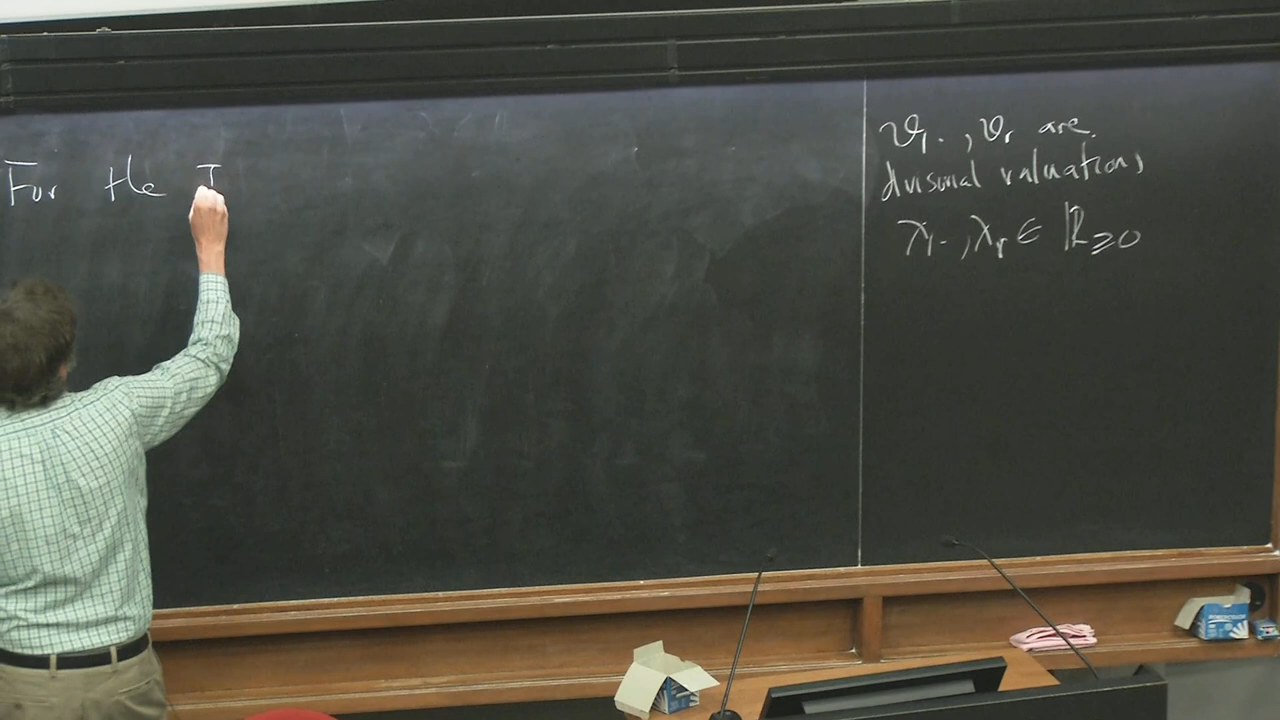 For the I
𝜗₁.., 𝜗ᵣ are
divisorial valuations
λ₁.., λᵣ ∈ ℝ≥0